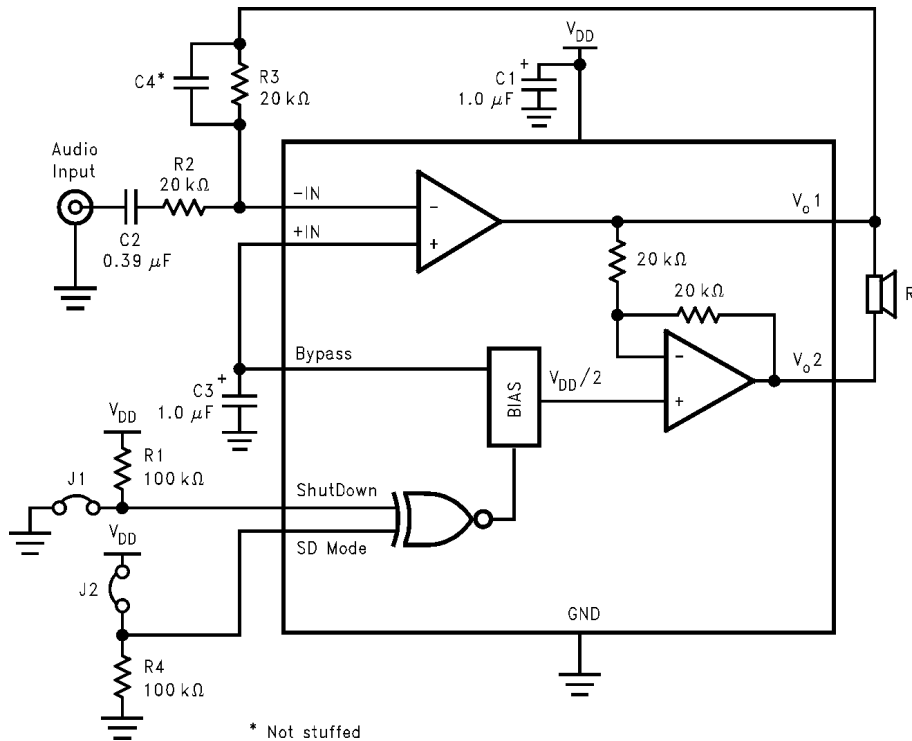 V_DD
C4*
R3
20 kΩ
C1
1.0 µF
+
Audio
Input
R2
20 kΩ
C2
0.39 µF
-IN
+IN
-
+
V_o1
20 kΩ
20 kΩ
R
Bypass
C3
+
1.0 µF
BIAS
V_DD/2
-
+
V_o2
V_DD
R1
100 kΩ
J1
ShutDown
SD Mode
V_DD
J2
R4
100 kΩ
GND
* Not stuffed